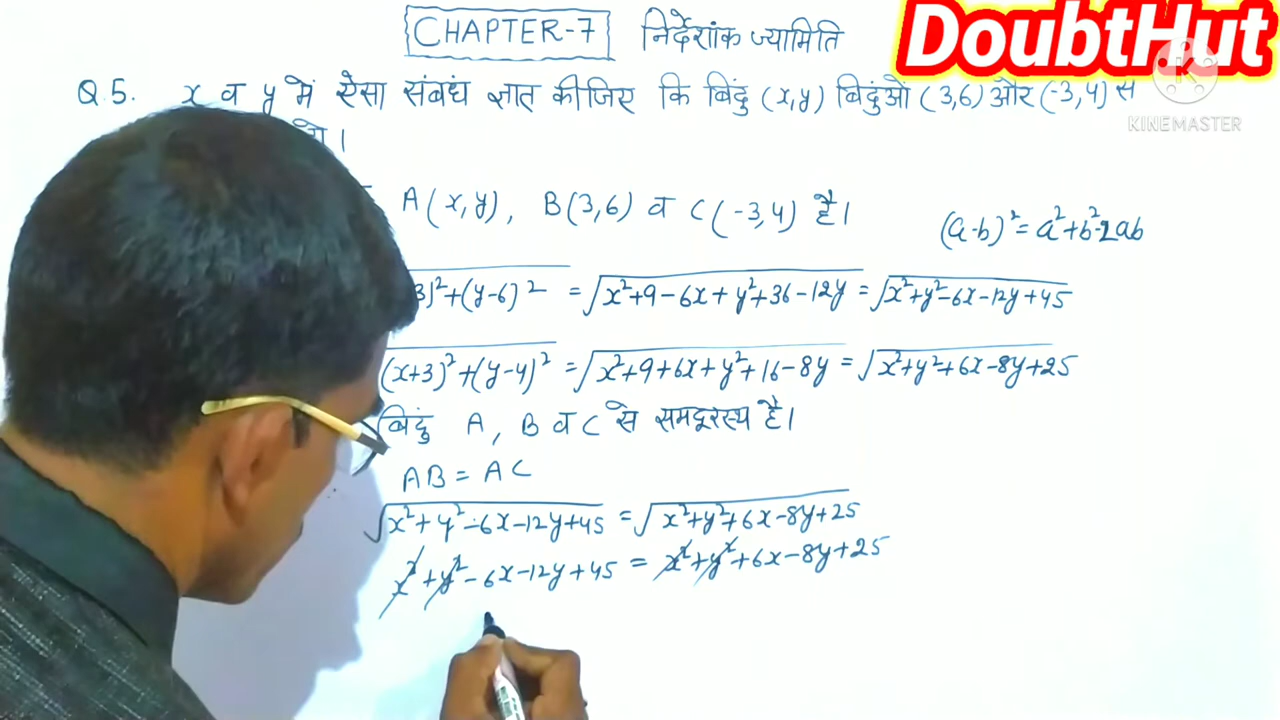 CHAPTER-7 निर्देशांक ज्यामिति
DoubtHut
K
KINEMASTER
Q.5. x व y में ऐसा संबंध ज्ञात कीजिए कि बिंदु (x,y) बिंदुओ (3,6) और (-3,4) से
A(x,y), B(3,6) व C(-3,4) है।
(a-b)²=a²+b²-2ab
3)²+(y-6)² = √x²+9-6x+y²+36-12y = √x²+y²-6x-12y+45
√(x+3)²+(y-4)² = √x²+9+6x+y²+16-8y = √x²+y²+6x-8y+25
बिंदु A, B व C से समदूरस्थ है।
AB = AC
√x²+y²-6x-12y+45 = √x²+y²+6x-8y+25
x²+y²-6x-12y+45 = x²+y²+6x-8y+25